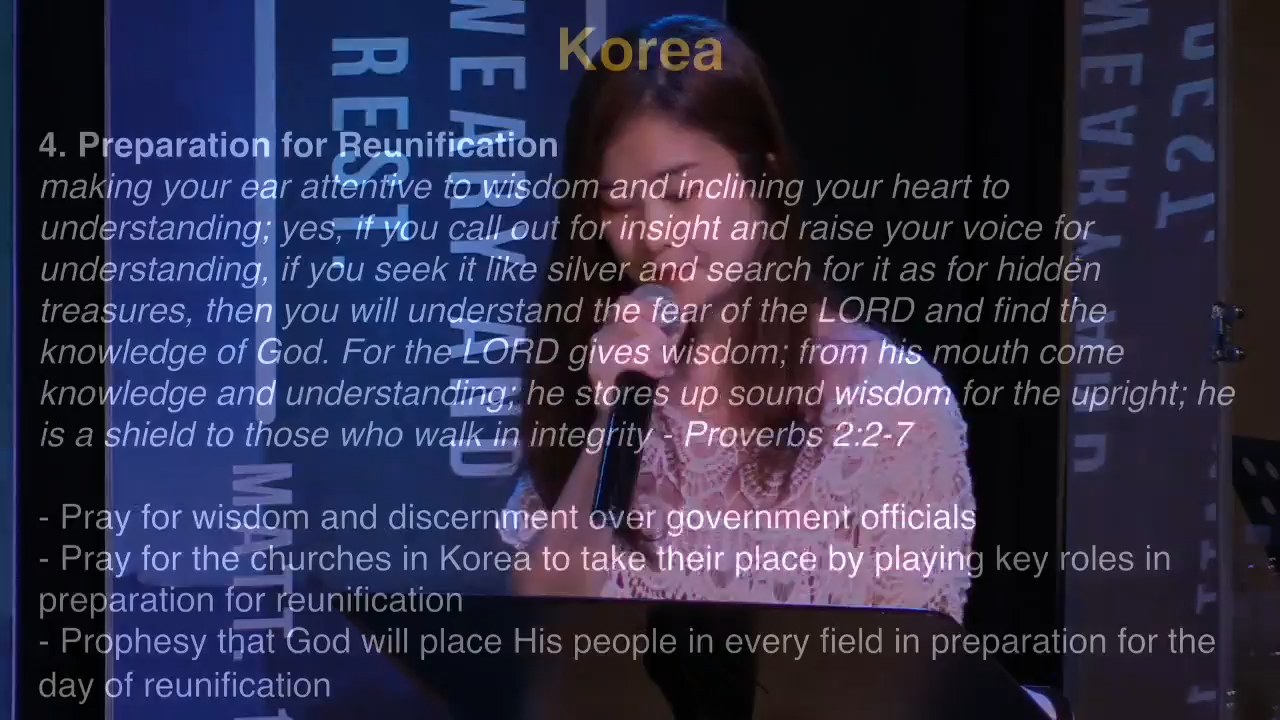 Korea
4. Preparation for Reunification
making your ear attentive to wisdom and inclining your heart to
understanding; yes, if you call out for insight and raise your voice for
understanding, if you seek it like silver and search for it as for hidden
treasures, then you will understand the fear of the LORD and find the
knowledge of God. For the LORD gives wisdom; from his mouth come
knowledge and understanding; he stores up sound wisdom for the upright; he
is a shield to those who walk in integrity - Proverbs 2:2-7
- Pray for wisdom and discernment over government officials
- Pray for the churches in Korea to take their place by playing key roles in
preparation for reunification
- Prophesy that God will place His people in every field in preparation for the
day of reunification
WEARY AND
REST.
MATT. 1
WEARY
REST